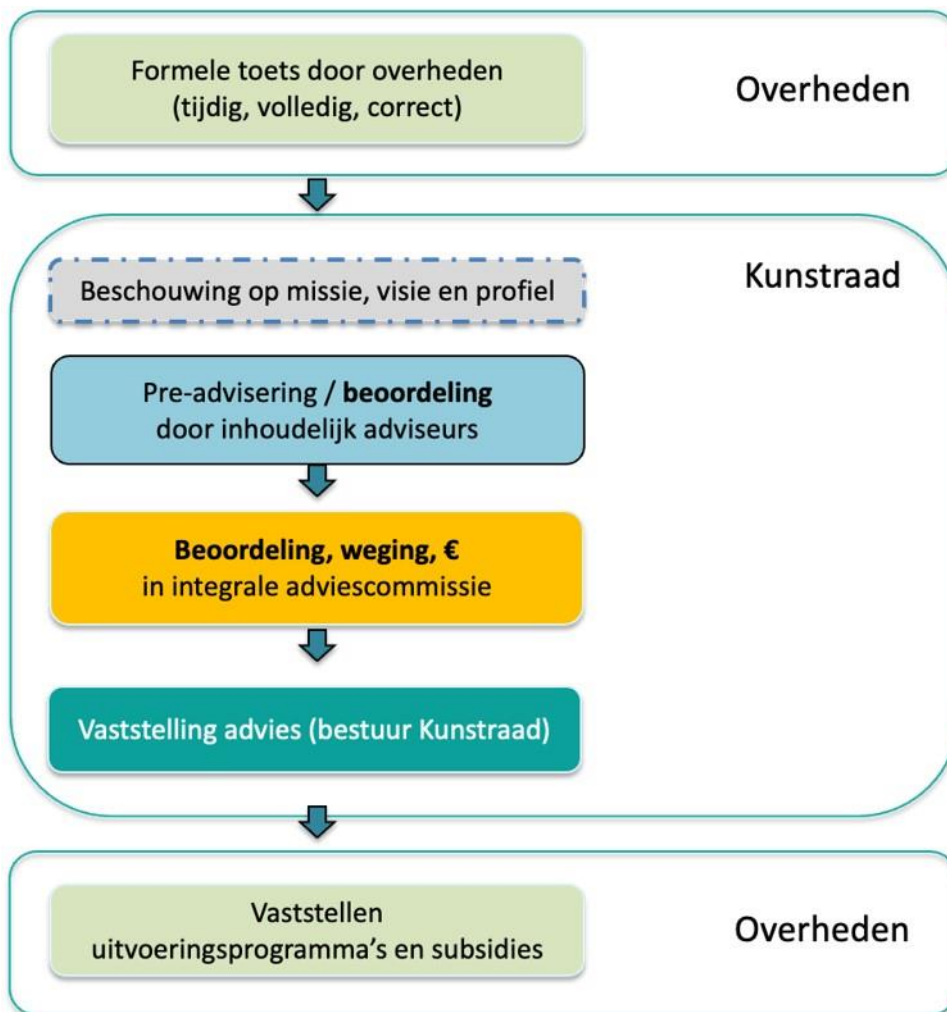 Formele toets door overheden
(tijdig, volledig, correct)
Overheden
Beschouwing op missie, visie en profiel
Kunstraad
Pre-advisering / beoordeling
door inhoudelijk adviseurs
Beoordeling, weging, €
in integrale adviescommissie
Vaststelling advies (bestuur Kunstraad)
Vaststellen
uitvoeringsprogramma's en subsidies
Overheden